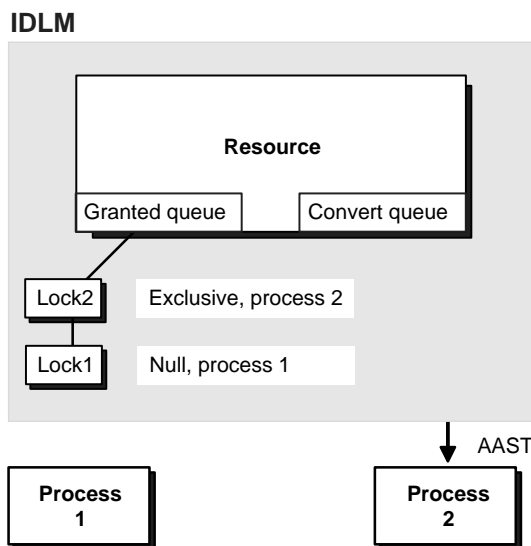 IDLM
Resource
Granted queue
Convert queue
Lock2
Exclusive, process 2
Lock1
Null, process 1
AAST
Process
1
Process
2